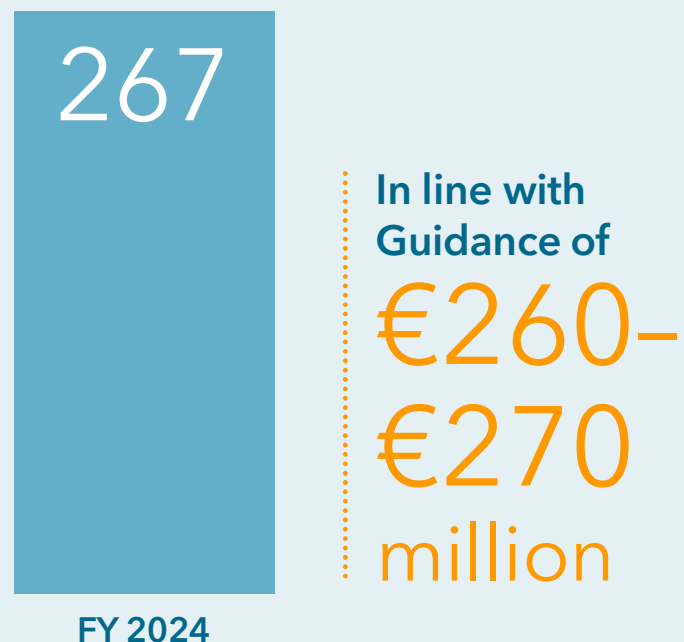 267
FY 2024
In line with
Guidance of
€260–
€270
million